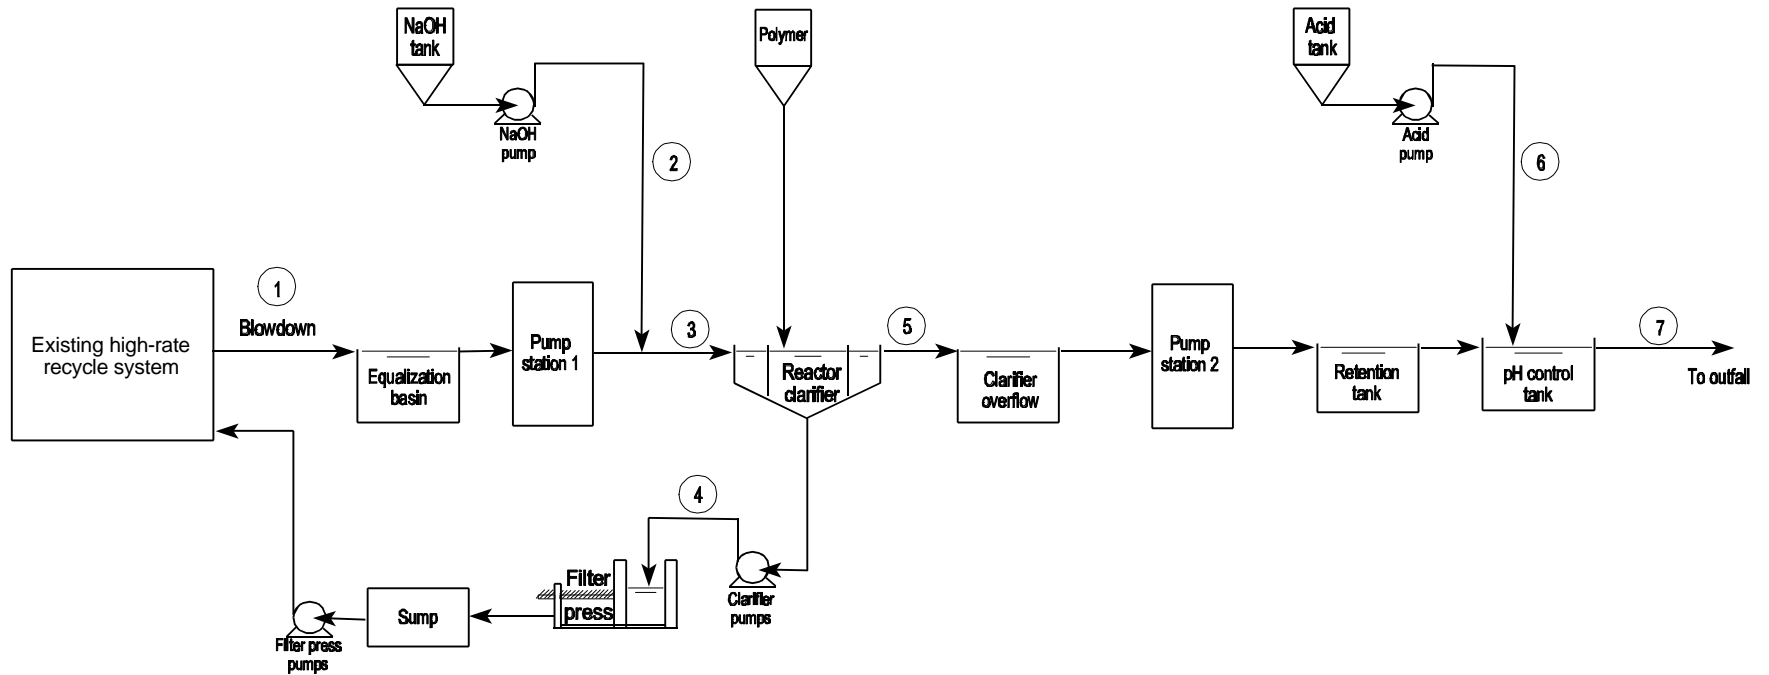 NaOH
tank
Polymer
Acid
tank
NaOH
pump
2
Acid
pump
6
1
Blowdown
3
5
7
Existing high-rate
recycle system
Equalization
basin
Pump
station 1
Reactor
clarifier
Clarifier
overflow
Pump
station 2
Retention
tank
pH control
tank
To outfall
4
Filter
press
Clarifier
pumps
Sump
Filter press
pumps